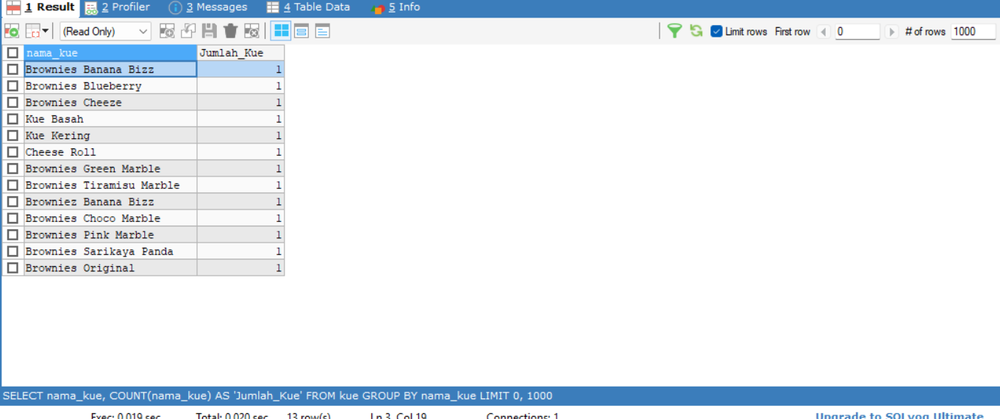 1 Result 2 Profiler 3 Messages 4 Table Data 5 Info
(Read Only) Limit rows First row 0 # of rows 1000
nama_kue Jumlah_Kue
Brownies Banana Bizz 1
Brownies Blueberry 1
Brownies Cheeze 1
Kue Basah 1
Kue Kering 1
Cheese Roll 1
Brownies Green Marble 1
Brownies Tiramisu Marble 1
Browniez Banana Bizz 1
Brownies Choco Marble 1
Brownies Pink Marble 1
Brownies Sarikaya Panda 1
Brownies Original 1
SELECT nama_kue, COUNT(nama_kue) AS 'Jumlah_Kue' FROM kue GROUP BY nama_kue LIMIT 0, 1000
Exec: 0.019 sec Total: 0.020 sec 13 row(s) Ln 3, Col 19 Connections: 1 Upgrade to SQLyog Ultimate